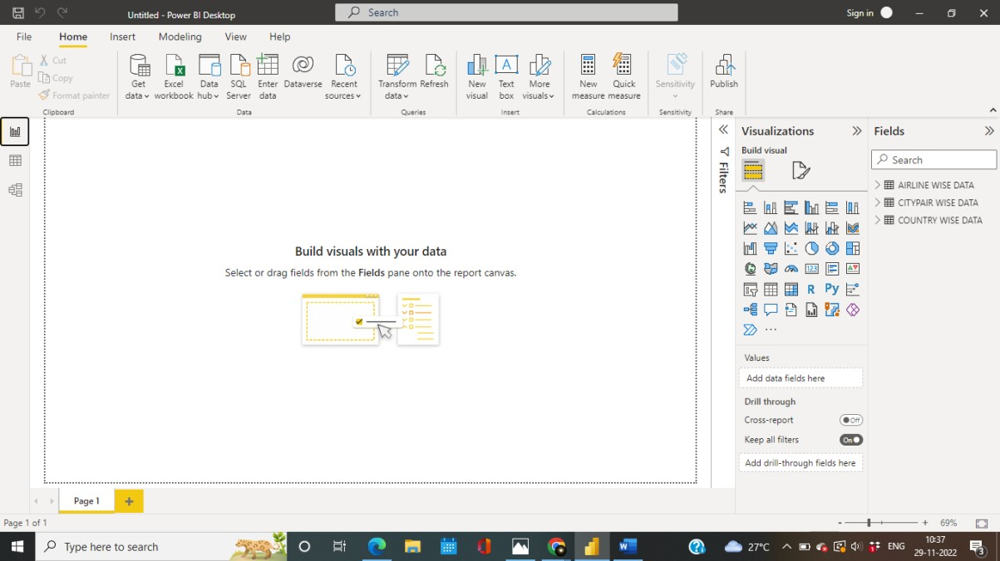 Untitled - Power BI Desktop
Search
Sign in
File Home Insert Modeling View Help
Paste
Cut
Copy
Format painter
Clipboard
Get data
Excel workbook
Data hub
SQL Server
Enter data
Dataverse
Recent sources
Data
Transform data
Refresh
Queries
New visual
Text box
More visuals
Insert
New measure
Quick measure
Calculations
Sensitivity
Sensitivity
Publish
Share
Build visuals with your data
Select or drag fields from the Fields pane onto the report canvas.
Filters
Visualizations
Build visual
123
R
Py
Values
Add data fields here
Drill through
Cross-report
Off
Keep all filters
On
Add drill-through fields here
Fields
Search
AIRLINE WISE DATA
CITYPAIR WISE DATA
COUNTRY WISE DATA
Page 1
Page 1 of 1
- + 69%
Type here to search
27°C
ENG
10:37
29-11-2022
3